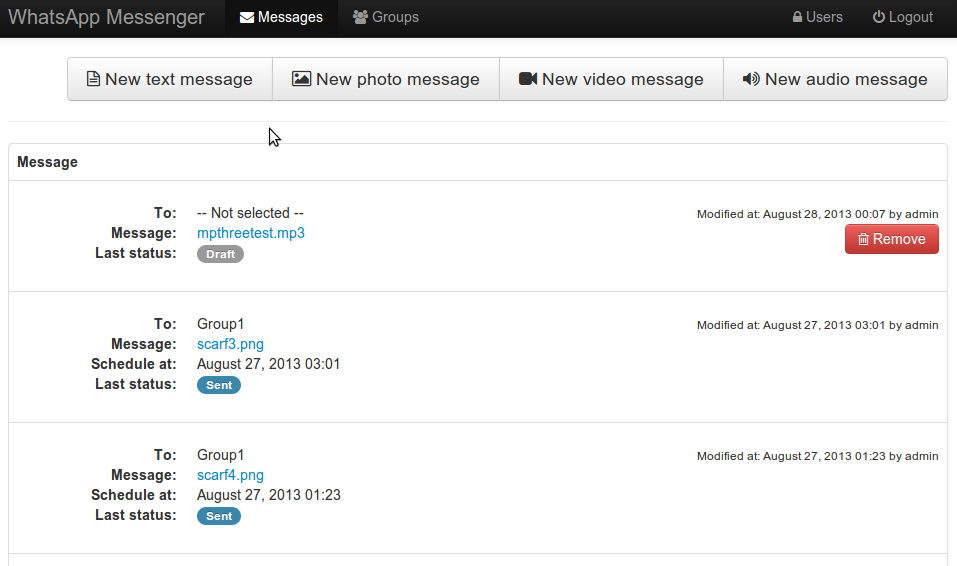 WhatsApp Messenger Messages Groups Users Logout
New text message New photo message New video message New audio message
Message
To: -- Not selected -- Modified at: August 28, 2013 00:07 by admin
Message: mpthreetest.mp3 Remove
Last status: Draft
To: Group1 Modified at: August 27, 2013 03:01 by admin
Message: scarf3.png
Schedule at: August 27, 2013 03:01
Last status: Sent
To: Group1 Modified at: August 27, 2013 01:23 by admin
Message: scarf4.png
Schedule at: August 27, 2013 01:23
Last status: Sent